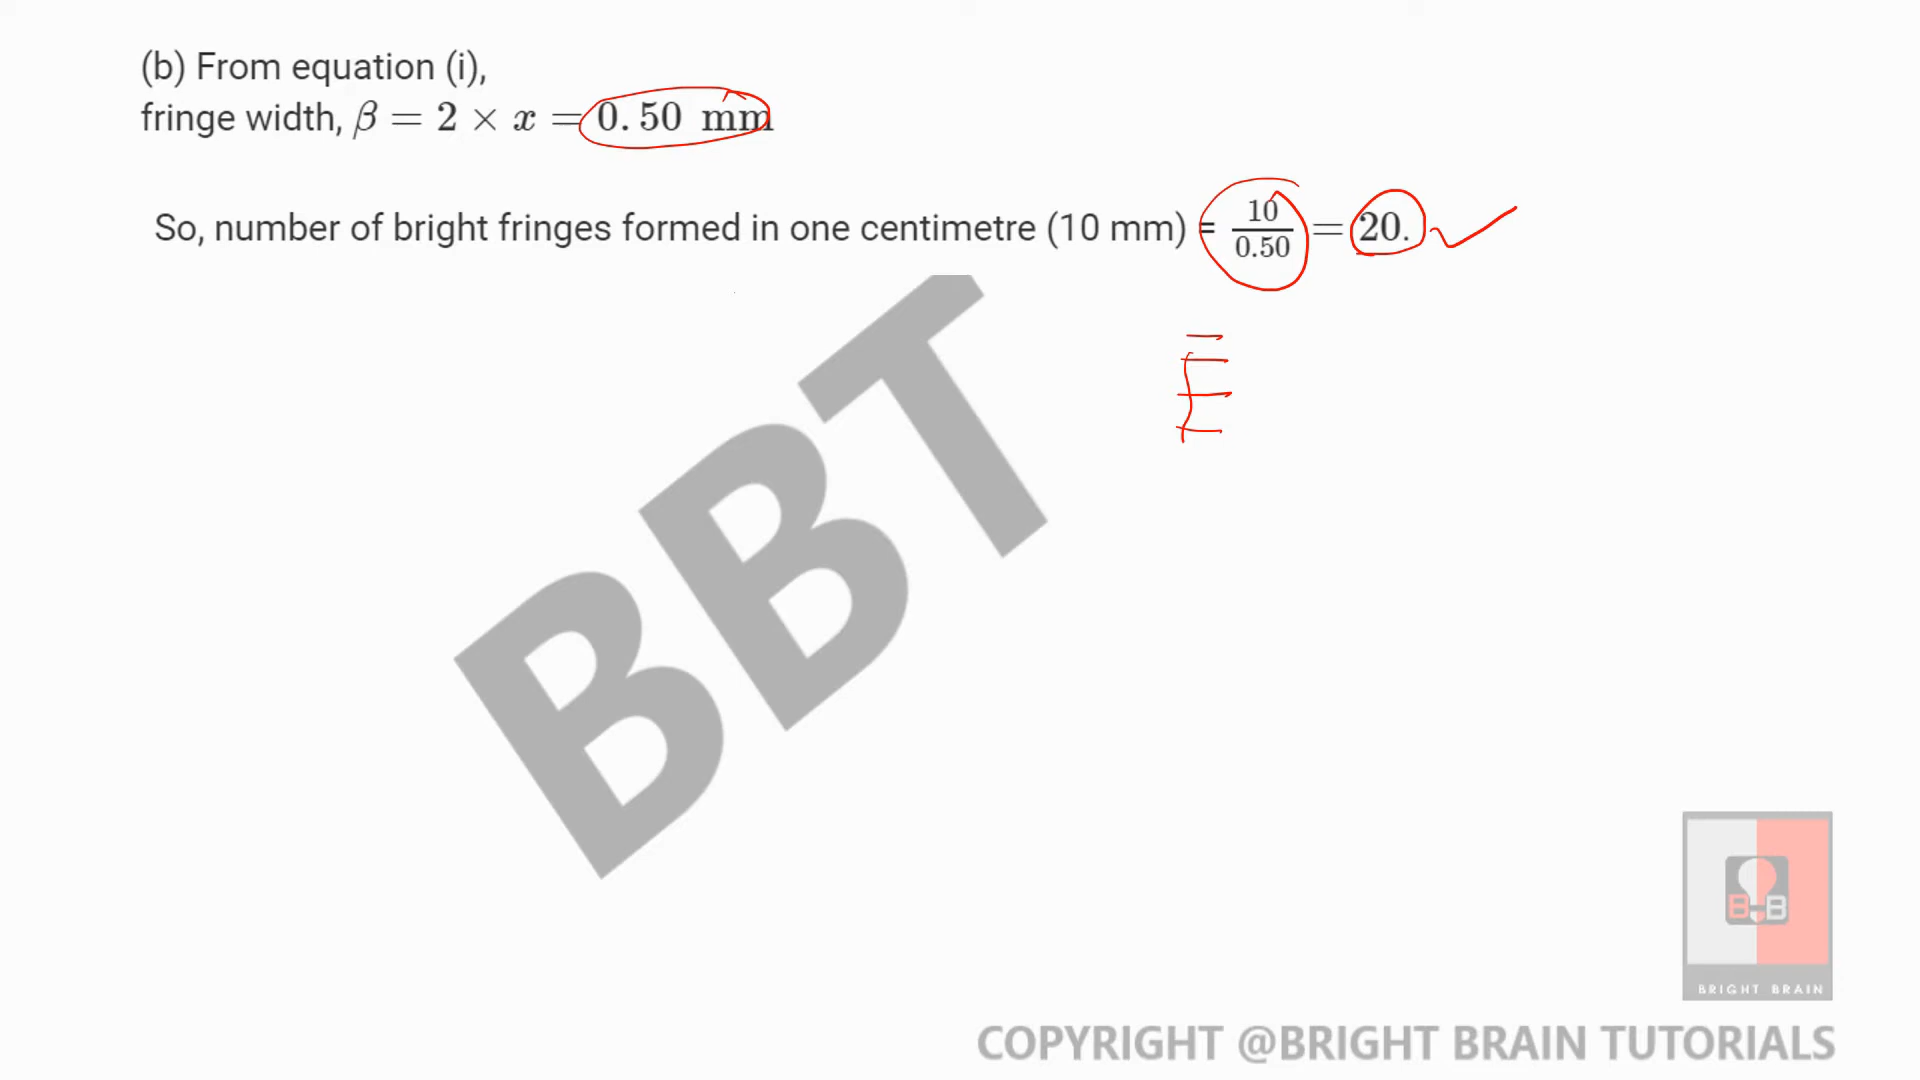 (b) From equation (i),
fringe width, β = 2 × x = 0.50 mm
So, number of bright fringes formed in one centimetre (10 mm) = 10/0.50 = 20.
BBT
B B
BRIGHT BRAIN
COPYRIGHT @BRIGHT BRAIN TUTORIALS